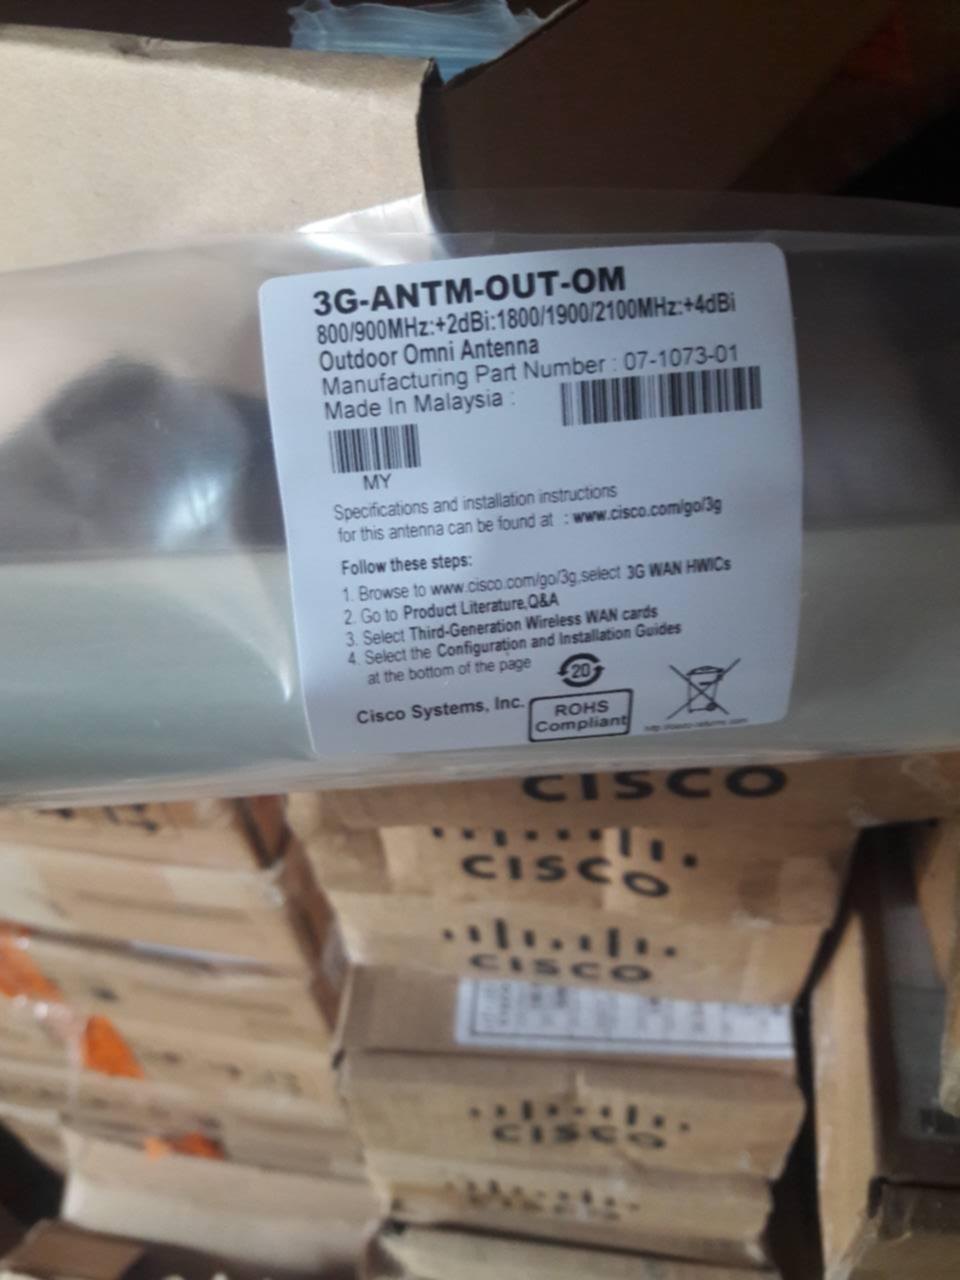 3G-ANTM-OUT-OM
800/900MHz:+2dBi:1800/1900/2100MHz:+4dBi
Outdoor Omni Antenna
Manufacturing Part Number : 07-1073-01
Made In Malaysia :
MY
Specifications and installation instructions
for this antenna can be found at : www.cisco.com/go/3g
Follow these steps:
1. Browse to www.cisco.com/go/3g,select 3G WAN HWICs
2. Go to Product Literature,Q&A
3. Select Third-Generation Wireless WAN cards
4. Select the Configuration and Installation Guides
at the bottom of the page
20
Cisco Systems, Inc.
ROHS
Compliant
CISCO
CISCO
CISCO
CISCO